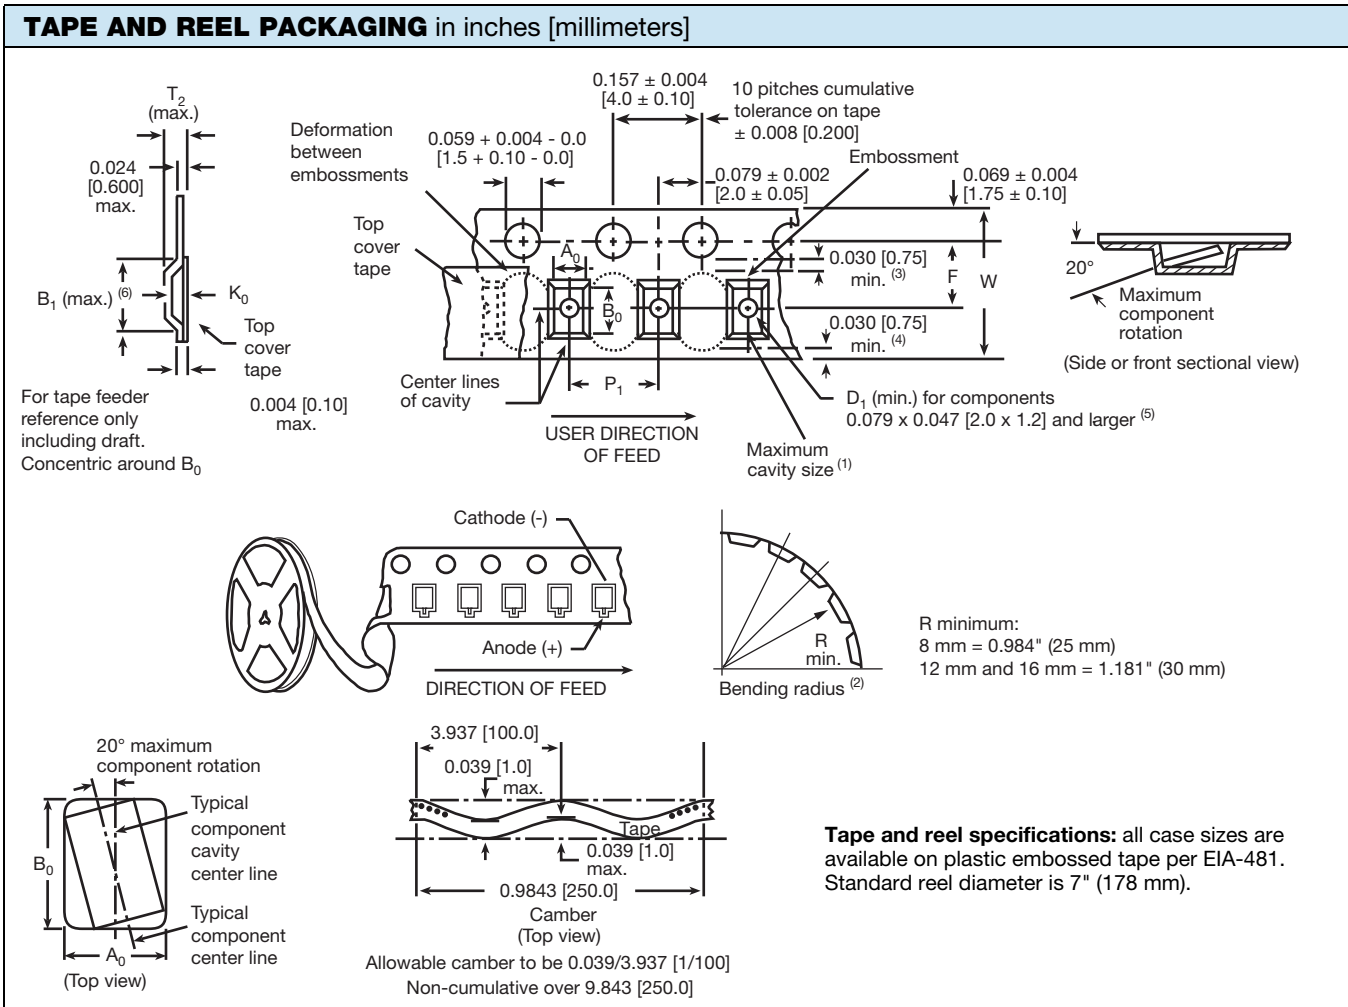 TAPE AND REEL PACKAGING in inches [millimeters]
T2
(max.)
0.024
[0.600]
max.
B1 (max.) (6)
K0
Top
cover
tape
For tape feeder
reference only
including draft.
Concentric around B0
0.004 [0.10]
max.
Deformation
between
embossments
Top
cover
tape
0.059 + 0.004 - 0.0
[1.5 + 0.10 - 0.0]
0.157 ± 0.004
[4.0 ± 0.10]
10 pitches cumulative
tolerance on tape
± 0.008 [0.200]
Embossment
0.079 ± 0.002
[2.0 ± 0.05]
0.069 ± 0.004
[1.75 ± 0.10]
A0
B0
0.030 [0.75]
min. (3)
F
W
0.030 [0.75]
min. (4)
Center lines
of cavity
P1
USER DIRECTION
OF FEED
D1 (min.) for components
0.079 x 0.047 [2.0 x 1.2] and larger (5)
Maximum
cavity size (1)
20°
Maximum
component
rotation
(Side or front sectional view)
Cathode (-)
Anode (+)
DIRECTION OF FEED
R
min.
Bending radius (2)
R minimum:
8 mm = 0.984" (25 mm)
12 mm and 16 mm = 1.181" (30 mm)
20° maximum
component rotation
Typical
component
cavity
center line
B0
Typical
component
center line
A0
(Top view)
3.937 [100.0]
0.039 [1.0]
max.
Tape
0.039 [1.0]
max.
0.9843 [250.0]
Camber
(Top view)
Allowable camber to be 0.039/3.937 [1/100]
Non-cumulative over 9.843 [250.0]
Tape and reel specifications: all case sizes are
available on plastic embossed tape per EIA-481.
Standard reel diameter is 7" (178 mm).